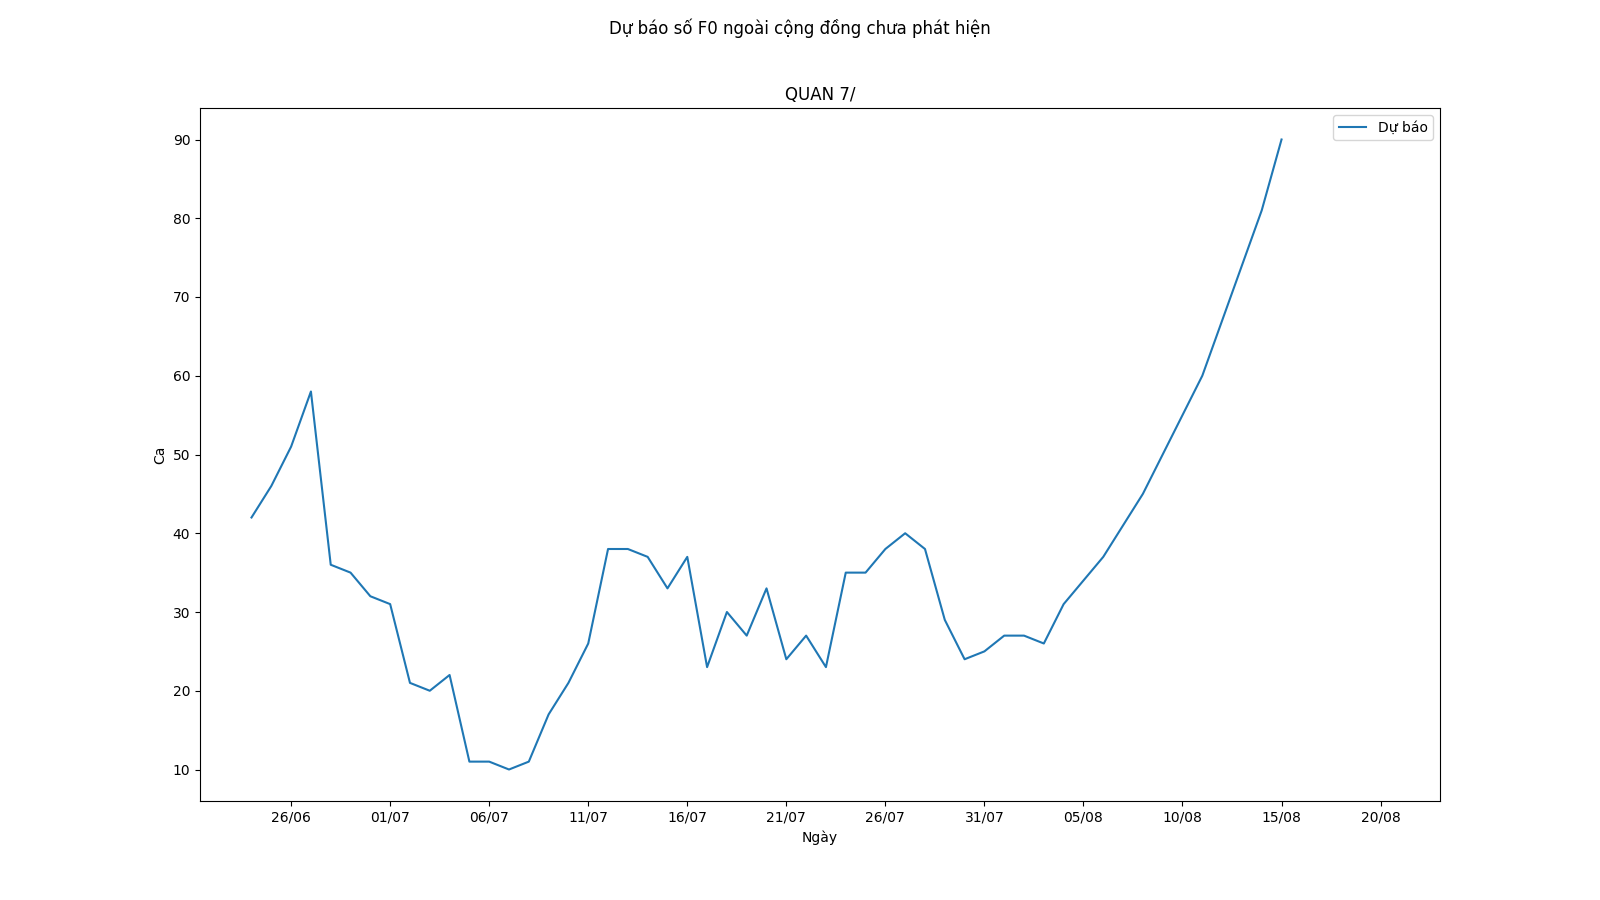 Dự báo số F0 ngoài cộng đồng chưa phát hiện
QUAN 7/
Dự báo
90
80
70
60
50
40
30
20
10
Ca
26/06 01/07 06/07 11/07 16/07 21/07 26/07 31/07 05/08 10/08 15/08 20/08
Ngày